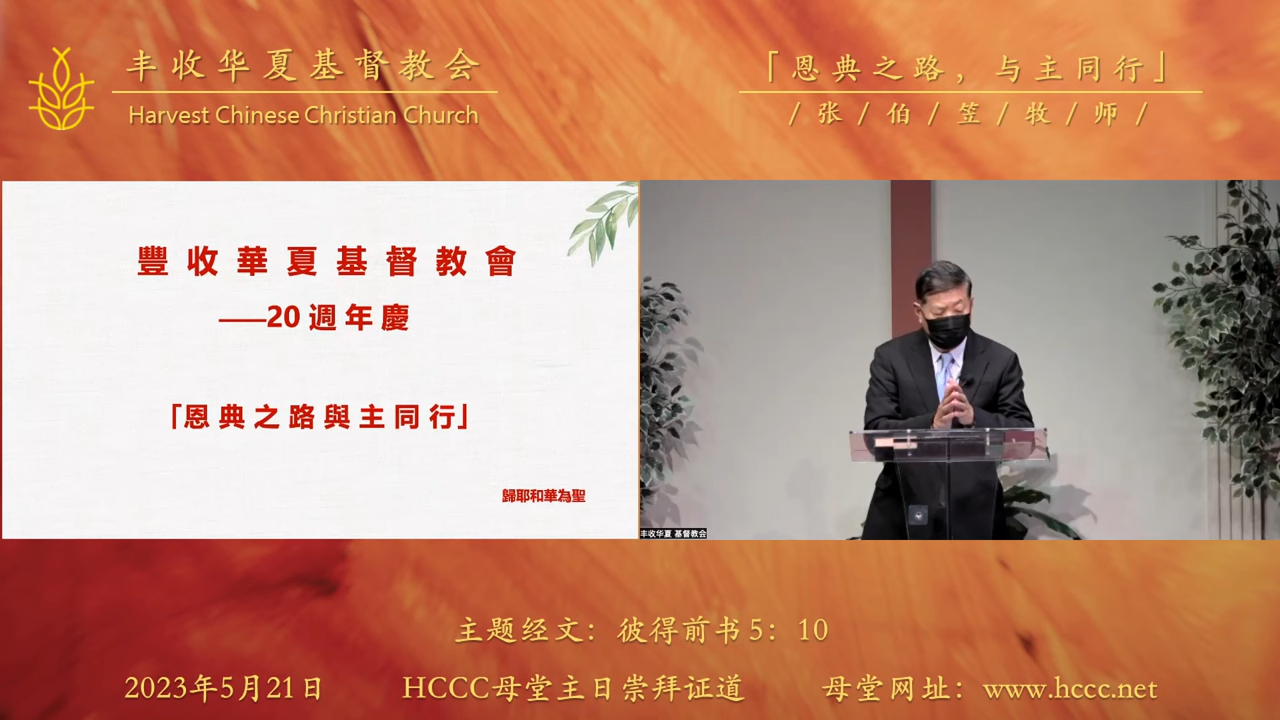 丰收华夏基督教会
Harvest Chinese Christian Church
「恩典之路，与主同行」
/ 张 / 伯 / 笠 / 牧 / 师 /
豐收華夏基督教會
——20週年慶
「恩典之路與主同行」
歸耶和華為聖
丰收华夏 基督教会
主题经文：彼得前书5：10
2023年5月21日 HCCC母堂主日崇拜证道 母堂网址：www.hccc.net